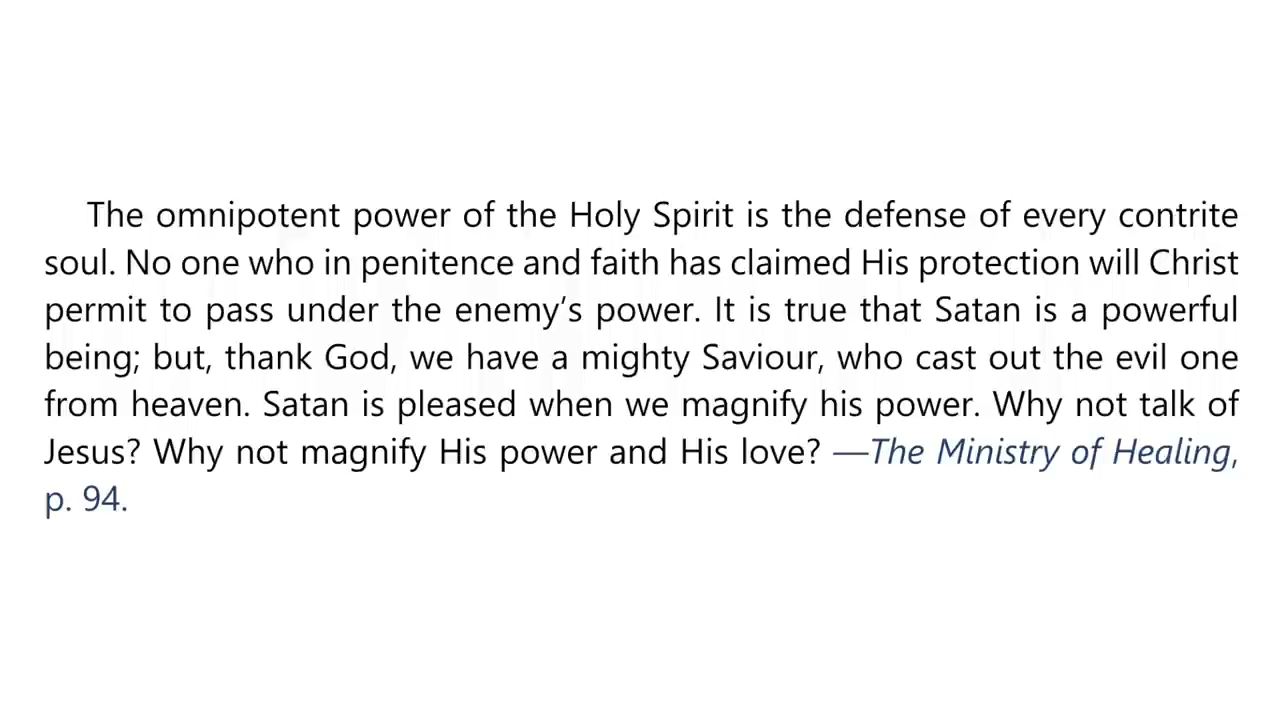 The omnipotent power of the Holy Spirit is the defense of every contrite
soul. No one who in penitence and faith has claimed His protection will Christ
permit to pass under the enemy’s power. It is true that Satan is a powerful
being; but, thank God, we have a mighty Saviour, who cast out the evil one
from heaven. Satan is pleased when we magnify his power. Why not talk of
Jesus? Why not magnify His power and His love? —The Ministry of Healing,
p. 94.